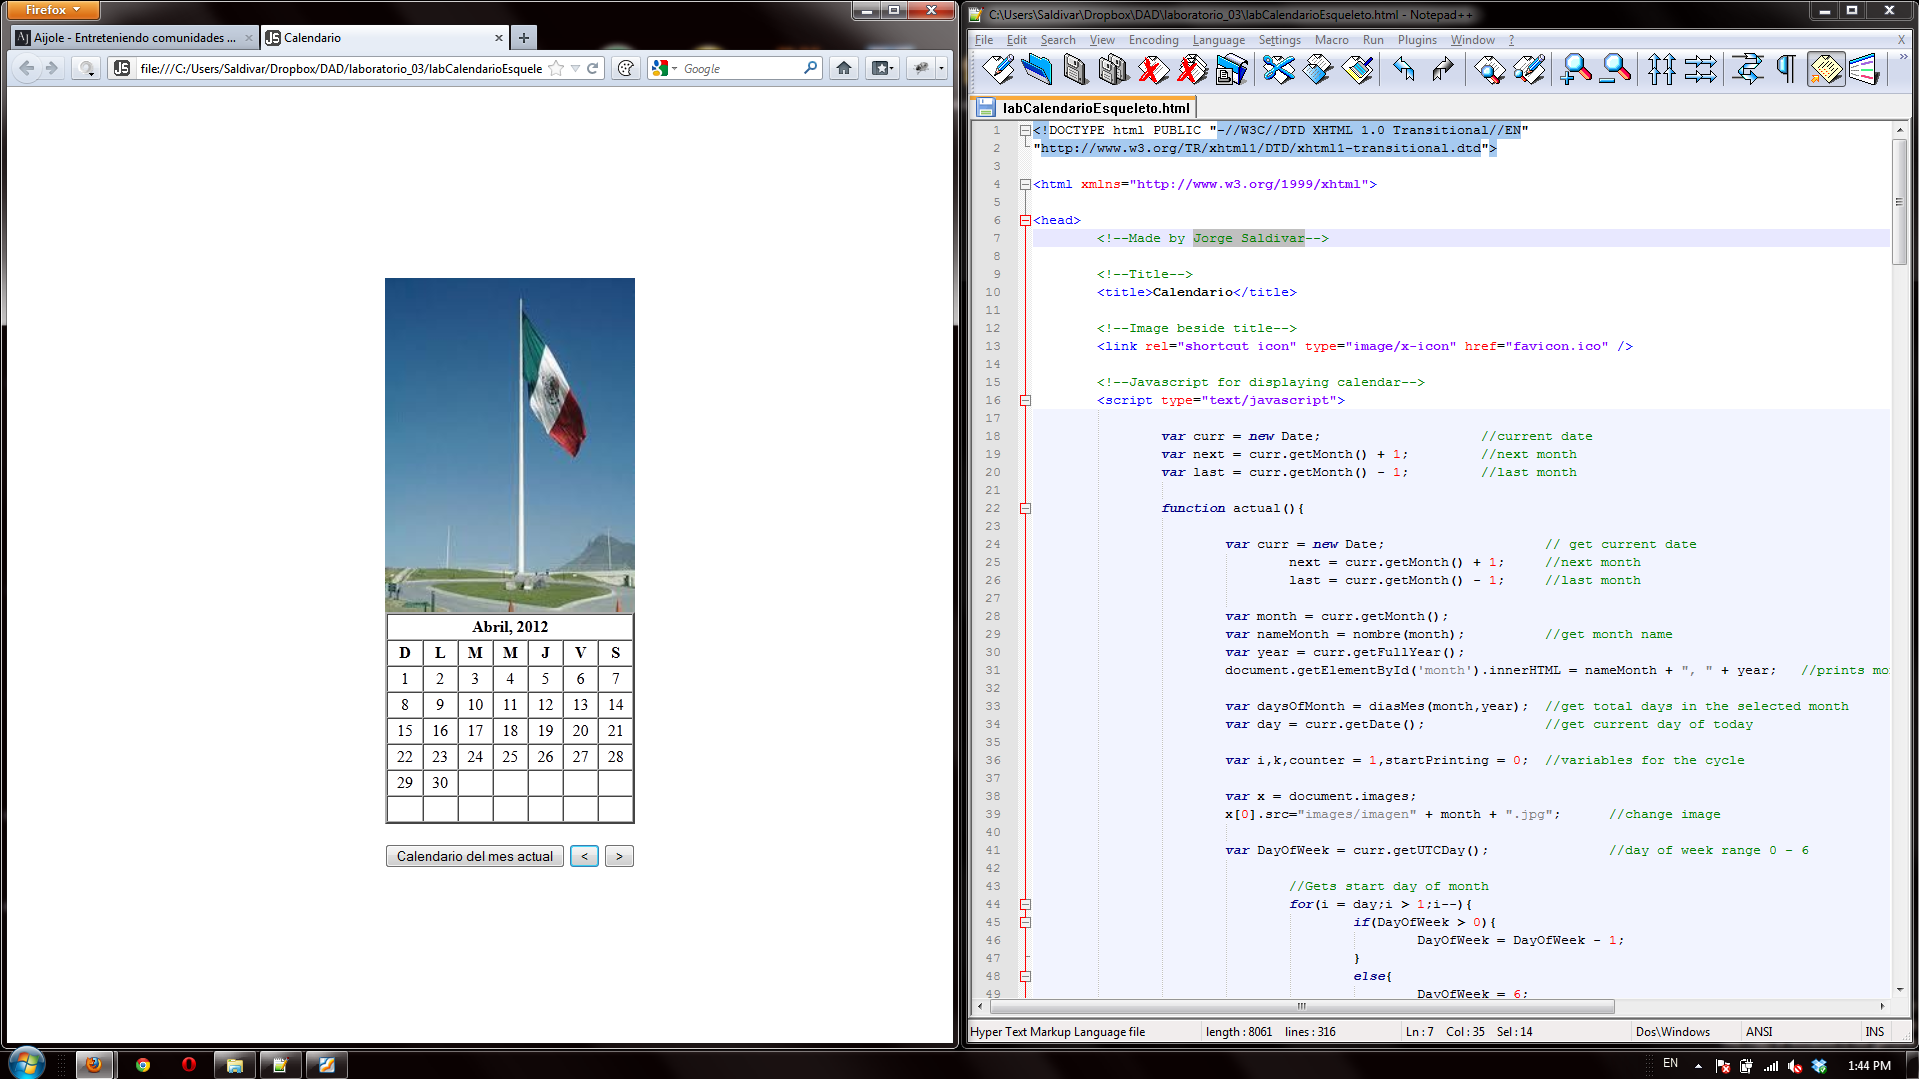 Firefox
Aijole - Entreteniendo comunidades ...
Calendario
file:///C:/Users/Saldivar/Dropbox/DAD/laboratorio_03/labCalendarioEsquele
Google
Abril, 2012
D L M M J V S
1 2 3 4 5 6 7
8 9 10 11 12 13 14
15 16 17 18 19 20 21
22 23 24 25 26 27 28
29 30
Calendario del mes actual < >
C:\Users\Saldivar\Dropbox\DAD\laboratorio_03\labCalendarioEsqueleto.html - Notepad++
File Edit Search View Encoding Language Settings Macro Run Plugins Window ? X
labCalendarioEsqueleto.html
1 <!DOCTYPE html PUBLIC "-//W3C//DTD XHTML 1.0 Transitional//EN"
2 "http://www.w3.org/TR/xhtml1/DTD/xhtml1-transitional.dtd">
3
4 <html xmlns="http://www.w3.org/1999/xhtml">
5
6 <head>
7 <!--Made by Jorge Saldivar-->
8
9 <!--Title-->
10 <title>Calendario</title>
11
12 <!--Image beside title-->
13 <link rel="shortcut icon" type="image/x-icon" href="favicon.ico" />
14
15 <!--Javascript for displaying calendar-->
16 <script type="text/javascript">
17
18 var curr = new Date; //current date
19 var next = curr.getMonth() + 1; //next month
20 var last = curr.getMonth() - 1; //last month
21
22 function actual(){
23
24 var curr = new Date; // get current date
25 next = curr.getMonth() + 1; //next month
26 last = curr.getMonth() - 1; //last month
27
28 var month = curr.getMonth();
29 var nameMonth = nombre(month); //get month name
30 var year = curr.getFullYear();
31 document.getElementById('month').innerHTML = nameMonth + ", " + year; //prints mo
32
33 var daysOfMonth = diasMes(month,year); //get total days in the selected month
34 var day = curr.getDate(); //get current day of today
35
36 var i,k,counter = 1,startPrinting = 0; //variables for the cycle
37
38 var x = document.images;
39 x[0].src="images/imagen" + month + ".jpg"; //change image
40
41 var DayOfWeek = curr.getUTCDay(); //day of week range 0 - 6
42
43 //Gets start day of month
44 for(i = day;i > 1;i--){
45 if(DayOfWeek > 0){
46 DayOfWeek = DayOfWeek - 1;
47 }
48 else{
49 DayOfWeek = 6;
Hyper Text Markup Language file length : 8061 lines : 316 Ln : 7 Col : 35 Sel : 14 Dos\Windows ANSI INS
EN 1:44 PM